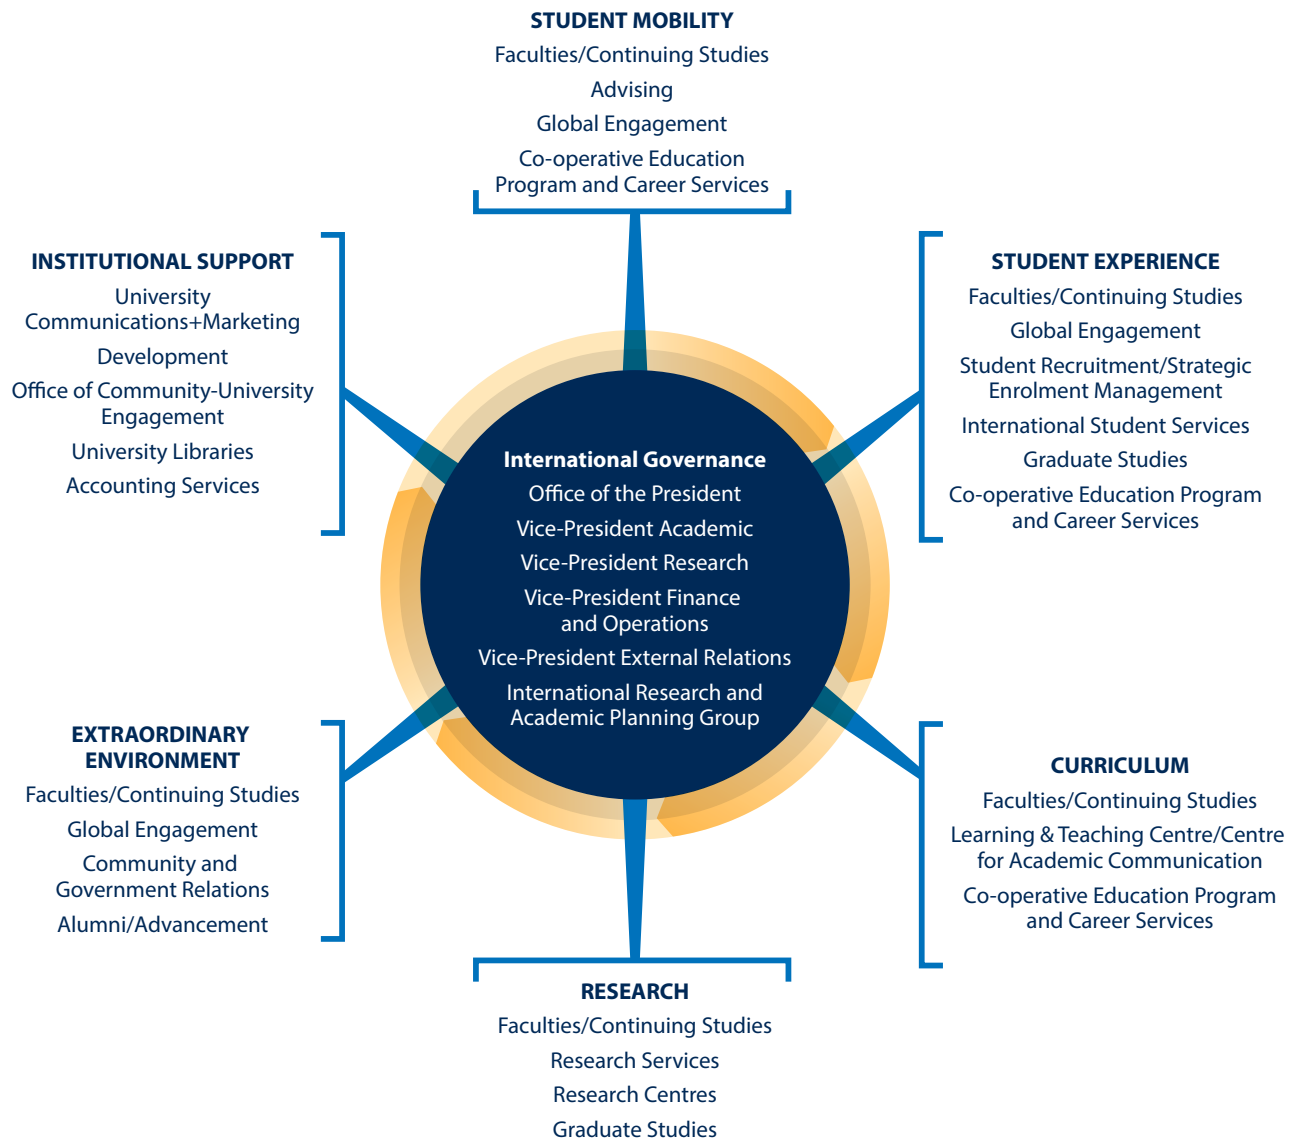 STUDENT MOBILITY
Faculties/Continuing Studies
Advising
Global Engagement
Co-operative Education
Program and Career Services
INSTITUTIONAL SUPPORT
University
Communications+Marketing
Development
Office of Community-University
Engagement
University Libraries
Accounting Services
STUDENT EXPERIENCE
Faculties/Continuing Studies
Global Engagement
Student Recruitment/Strategic
Enrolment Management
International Student Services
Graduate Studies
Co-operative Education Program
and Career Services
International Governance
Office of the President
Vice-President Academic
Vice-President Research
Vice-President Finance
and Operations
Vice-President External Relations
International Research and
Academic Planning Group
EXTRAORDINARY
ENVIRONMENT
Faculties/Continuing Studies
Global Engagement
Community and
Government Relations
Alumni/Advancement
CURRICULUM
Faculties/Continuing Studies
Learning & Teaching Centre/Centre
for Academic Communication
Co-operative Education Program
and Career Services
RESEARCH
Faculties/Continuing Studies
Research Services
Research Centres
Graduate Studies